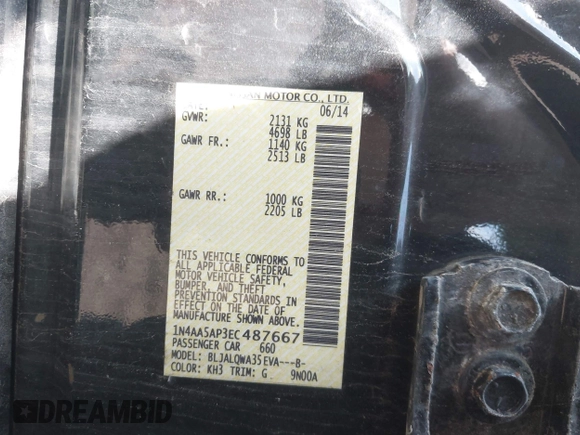 MOTOR CO., LTD.
06/14
GVWR: 2131 KG
4698 LB
GAWR FR.: 1140 KG
2513 LB
GAWR RR.: 1000 KG
2205 LB
THIS VEHICLE CONFORMS TO
ALL APPLICABLE FEDERAL
MOTOR VEHICLE SAFETY,
BUMPER, AND THEFT
PREVENTION STANDARDS IN
EFFECT ON THE DATE OF
MANUFACTURE SHOWN ABOVE.
1N4AA5AP3EC487667
PASSENGER CAR 660
MODEL: BLJALQWA35EVA---8-
COLOR: KH3 TRIM: G 9N00A
DREAMBID